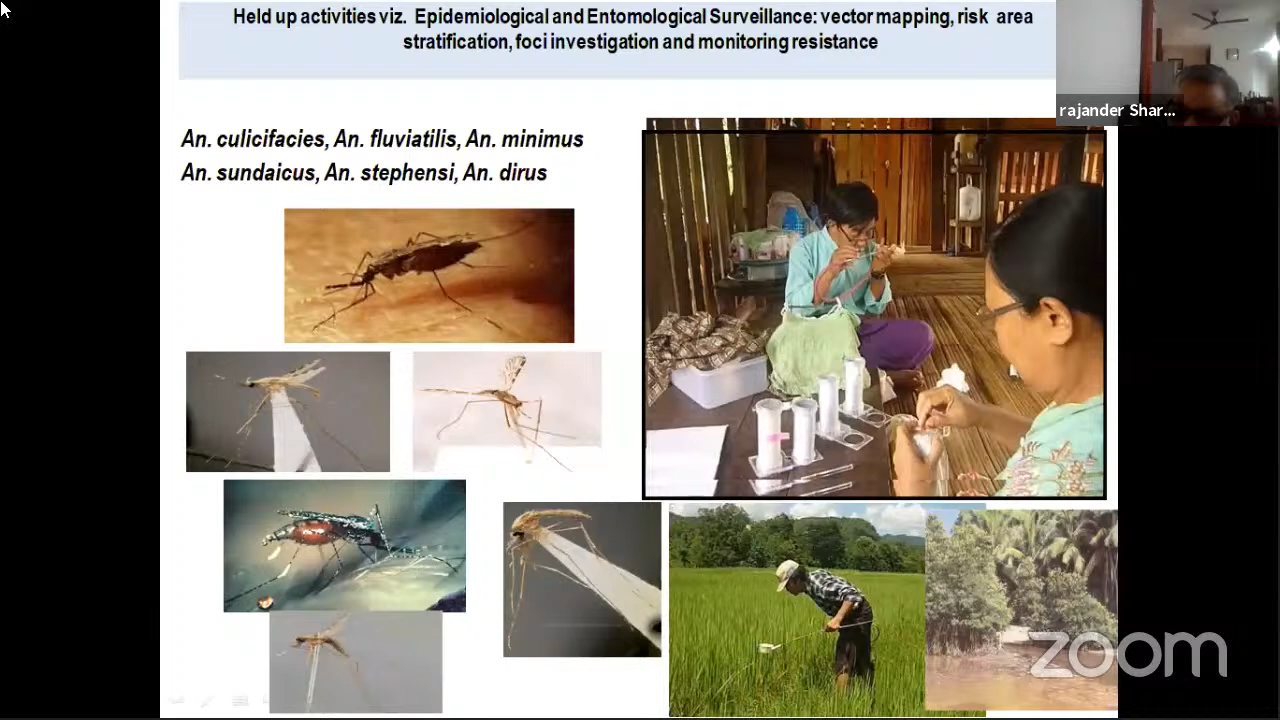 Held up activities viz. Epidemiological and Entomological Surveillance: vector mapping, risk area
stratification, foci investigation and monitoring resistance
rajander Shar...
An. culicifacies, An. fluviatilis, An. minimus
An. sundaicus, An. stephensi, An. dirus
zoom